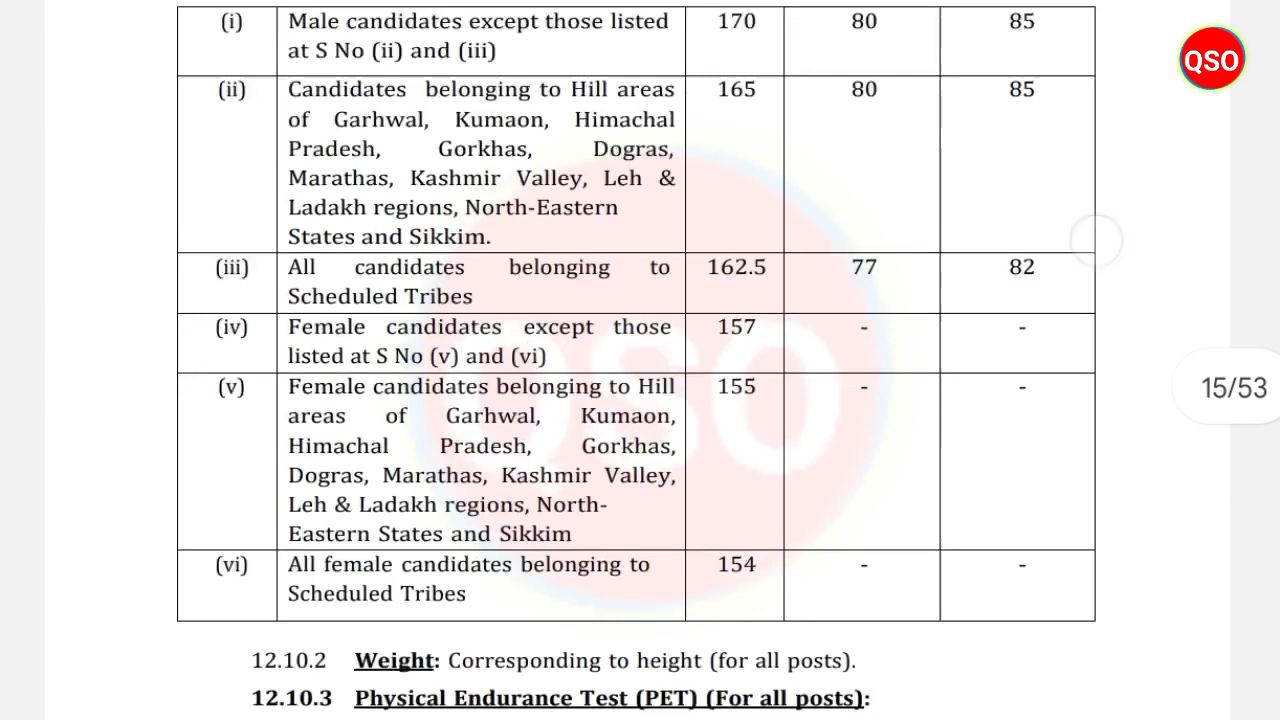 (i) Male candidates except those listed 170 80 85
at S No (ii) and (iii)
(ii) Candidates belonging to Hill areas 165 80 85
of Garhwal, Kumaon, Himachal
Pradesh, Gorkhas, Dogras,
Marathas, Kashmir Valley, Leh &
Ladakh regions, North-Eastern
States and Sikkim.
(iii) All candidates belonging to 162.5 77 82
Scheduled Tribes
(iv) Female candidates except those 157 - -
listed at S No (v) and (vi)
(v) Female candidates belonging to Hill 155 - -
areas of Garhwal, Kumaon,
Himachal Pradesh, Gorkhas,
Dogras, Marathas, Kashmir Valley,
Leh & Ladakh regions, North-
Eastern States and Sikkim
(vi) All female candidates belonging to 154 - -
Scheduled Tribes
12.10.2 Weight: Corresponding to height (for all posts).
12.10.3 Physical Endurance Test (PET) (For all posts):
QSO
QSO
15/53